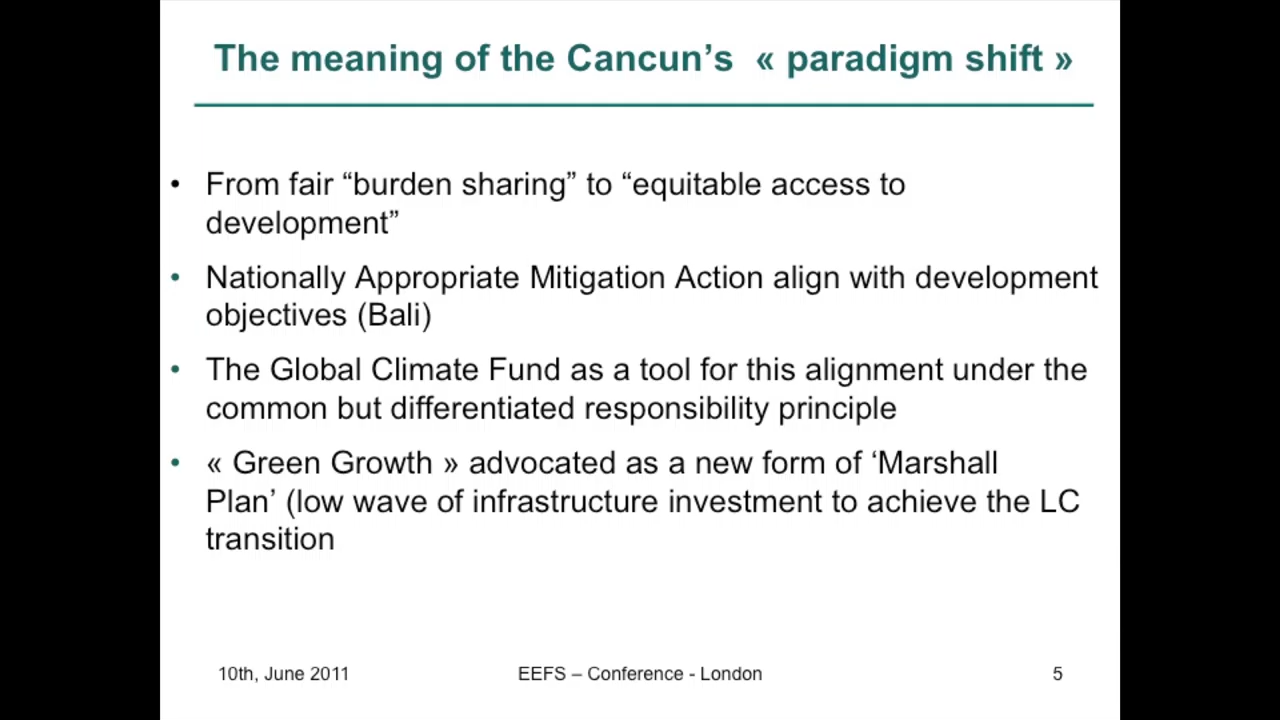 The meaning of the Cancun’s « paradigm shift »
• From fair “burden sharing” to “equitable access to
development”
• Nationally Appropriate Mitigation Action align with development
objectives (Bali)
• The Global Climate Fund as a tool for this alignment under the
common but differentiated responsibility principle
• « Green Growth » advocated as a new form of ‘Marshall
Plan’ (low wave of infrastructure investment to achieve the LC
transition
10th, June 2011 EEFS – Conference - London 5